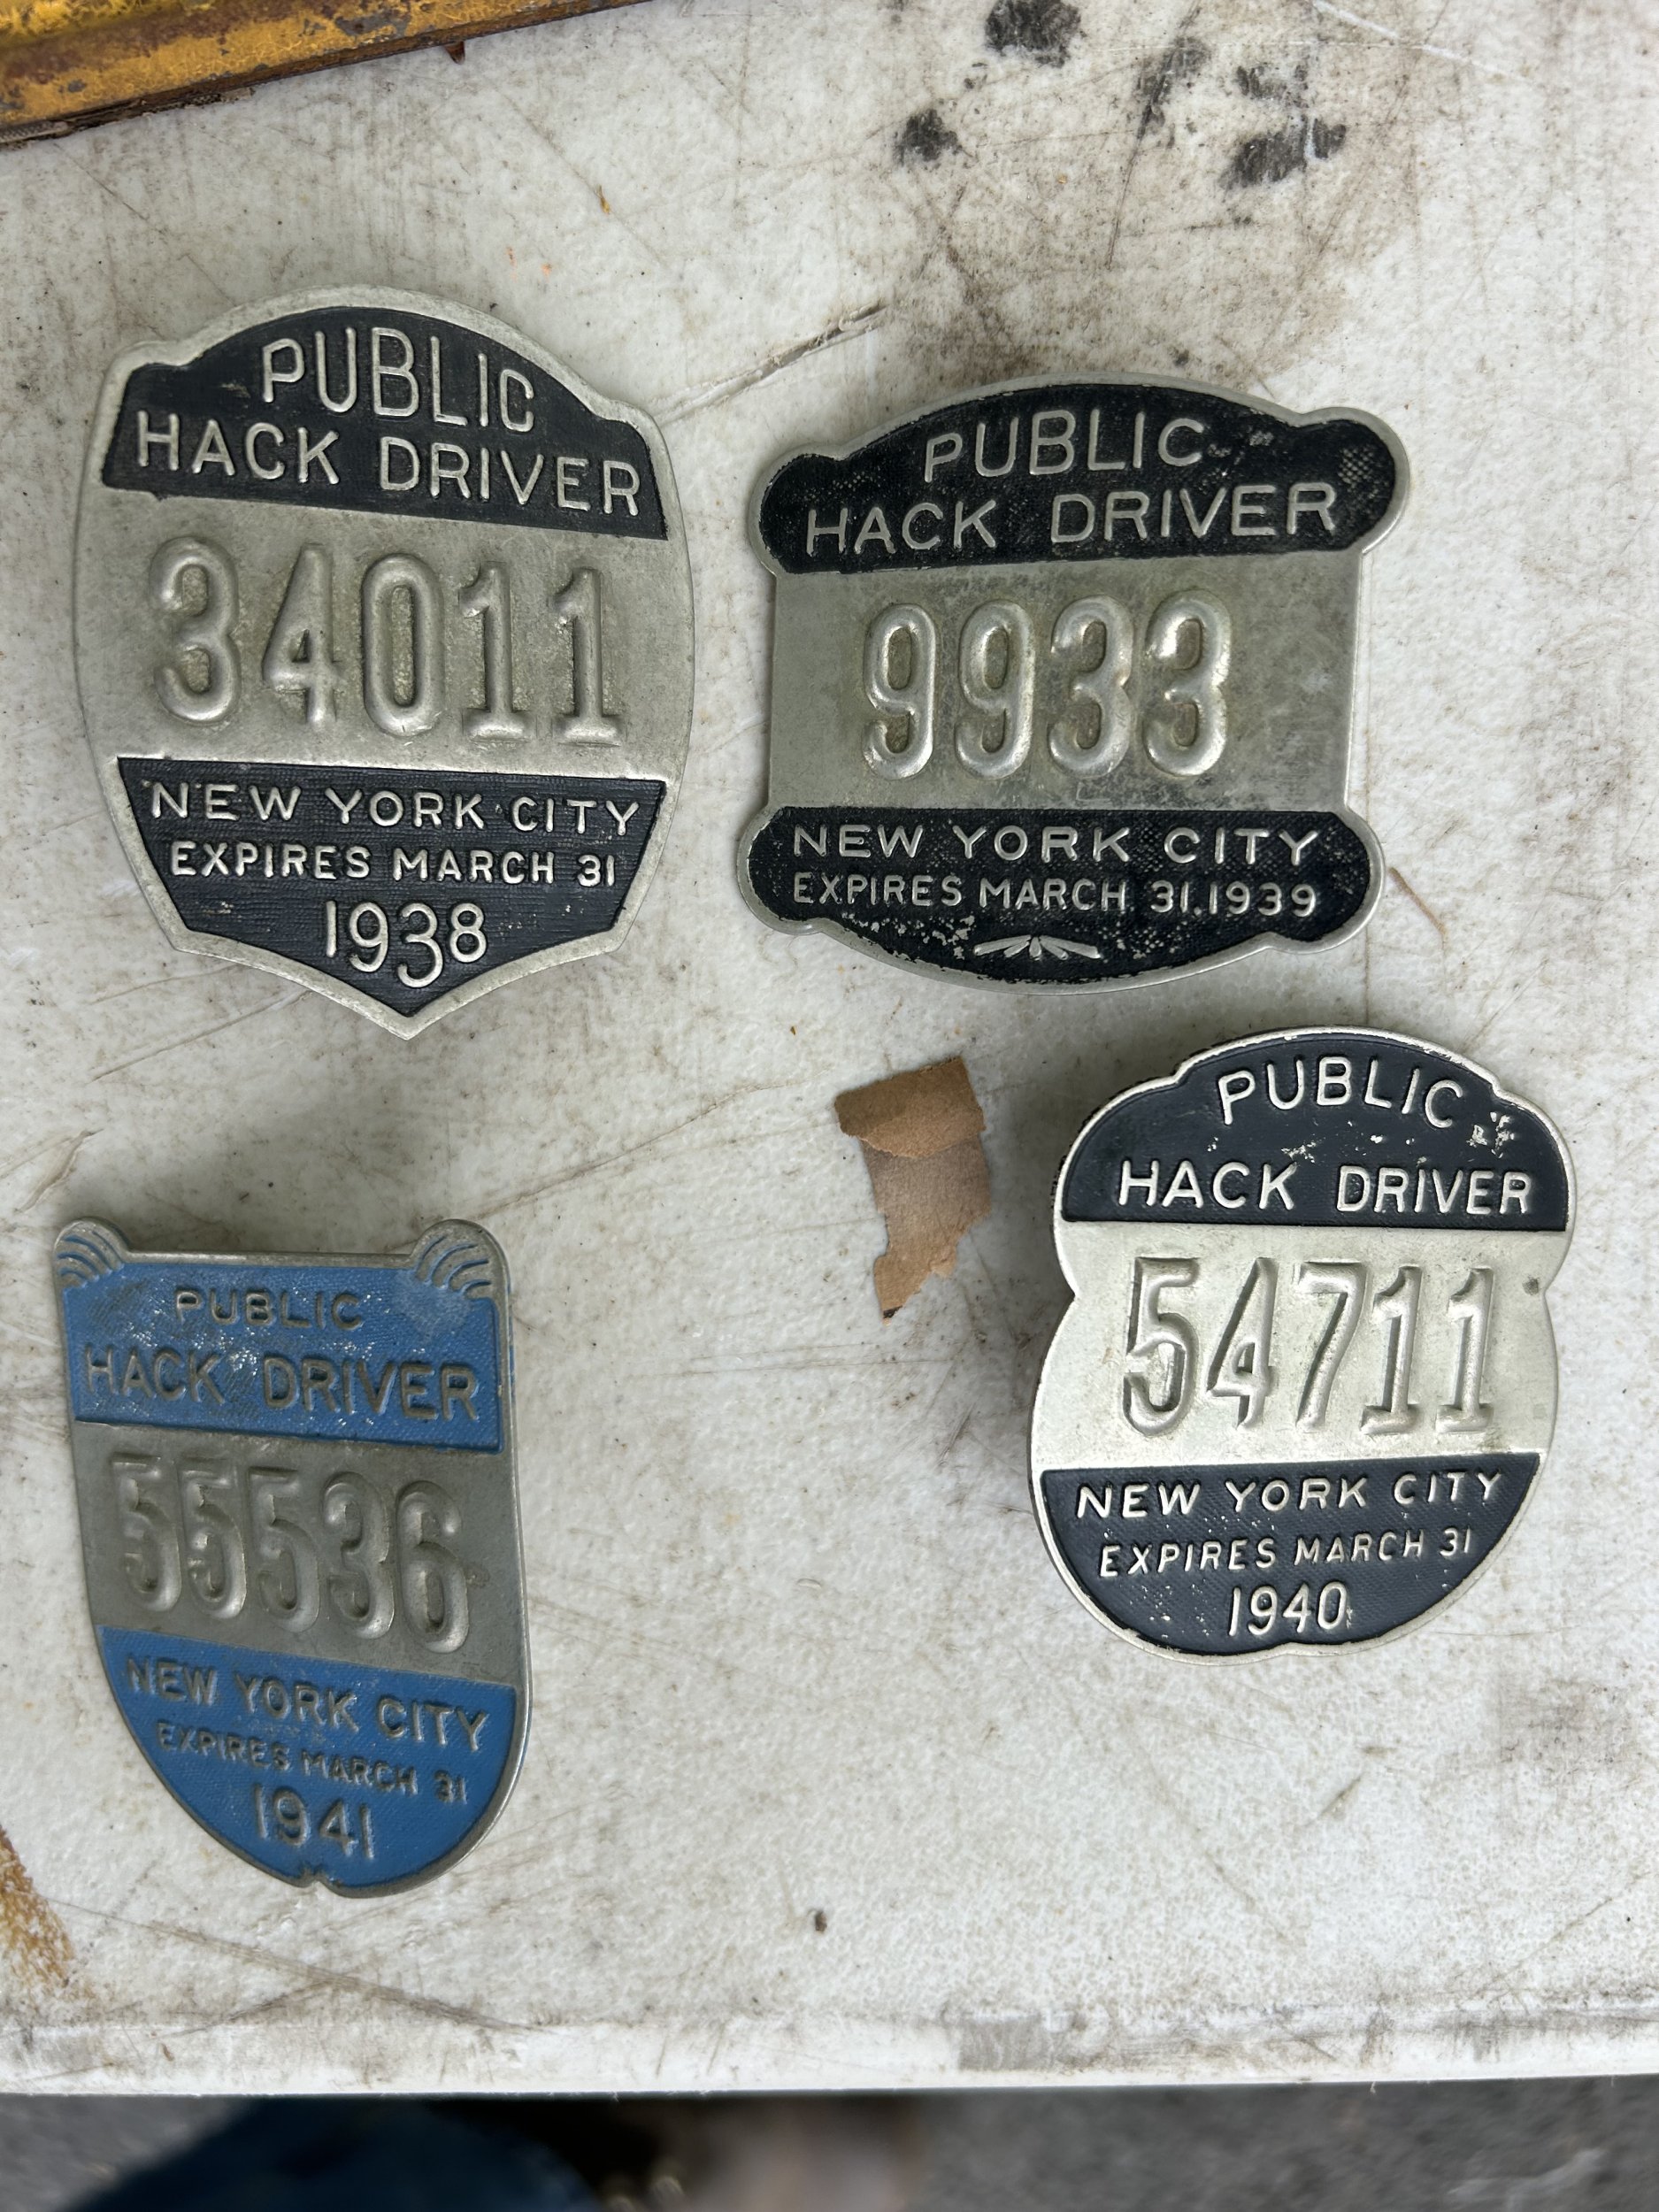 PUBLIC
HACK DRIVER
34011
NEW YORK CITY
EXPIRES MARCH 31
1938
PUBLIC
HACK DRIVER
9933
NEW YORK CITY
EXPIRES MARCH 31.1939
PUBLIC
HACK DRIVER
55536
NEW YORK CITY
EXPIRES MARCH 31
1941
PUBLIC
HACK DRIVER
54711
NEW YORK CITY
EXPIRES MARCH 31
1940